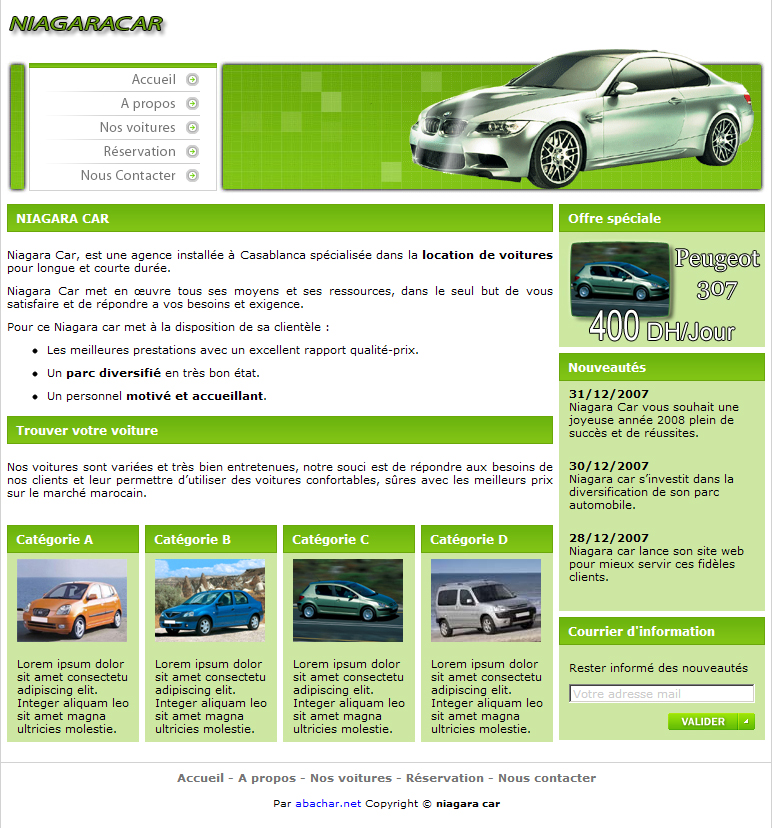 NIAGARACAR
Accueil
A propos
Nos voitures
Réservation
Nous Contacter
NIAGARA CAR
Niagara Car, est une agence installée à Casablanca spécialisée dans la location de voitures
pour longue et courte durée.
Niagara Car met en œuvre tous ses moyens et ses ressources, dans le seul but de vous
satisfaire et de répondre a vos besoins et exigence.
Pour ce Niagara car met à la disposition de sa clientèle :
Les meilleures prestations avec un excellent rapport qualité-prix.
Un parc diversifié en très bon état.
Un personnel motivé et accueillant.
Trouver votre voiture
Nos voitures sont variées et très bien entretenues, notre souci est de répondre aux besoins de
nos clients et leur permettre d’utiliser des voitures confortables, sûres avec les meilleurs prix
sur le marché marocain.
Catégorie A
Lorem ipsum dolor
sit amet consectetu
adipiscing elit.
Integer aliquam leo
sit amet magna
ultricies molestie.
Catégorie B
Lorem ipsum dolor
sit amet consectetu
adipiscing elit.
Integer aliquam leo
sit amet magna
ultricies molestie.
Catégorie C
Lorem ipsum dolor
sit amet consectetu
adipiscing elit.
Integer aliquam leo
sit amet magna
ultricies molestie.
Catégorie D
Lorem ipsum dolor
sit amet consectetu
adipiscing elit.
Integer aliquam leo
sit amet magna
ultricies molestie.
Offre spéciale
Peugeot
307
400 DH/Jour
Nouveautés
31/12/2007
Niagara Car vous souhait une
joyeuse année 2008 plein de
succès et de réussites.
30/12/2007
Niagara car s’investit dans la
diversification de son parc
automobile.
28/12/2007
Niagara car lance son site web
pour mieux servir ces fidèles
clients.
Courrier d'information
Rester informé des nouveautés
Votre adresse mail
VALIDER
Accueil - A propos - Nos voitures - Réservation - Nous contacter
Par abachar.net Copyright © niagara car